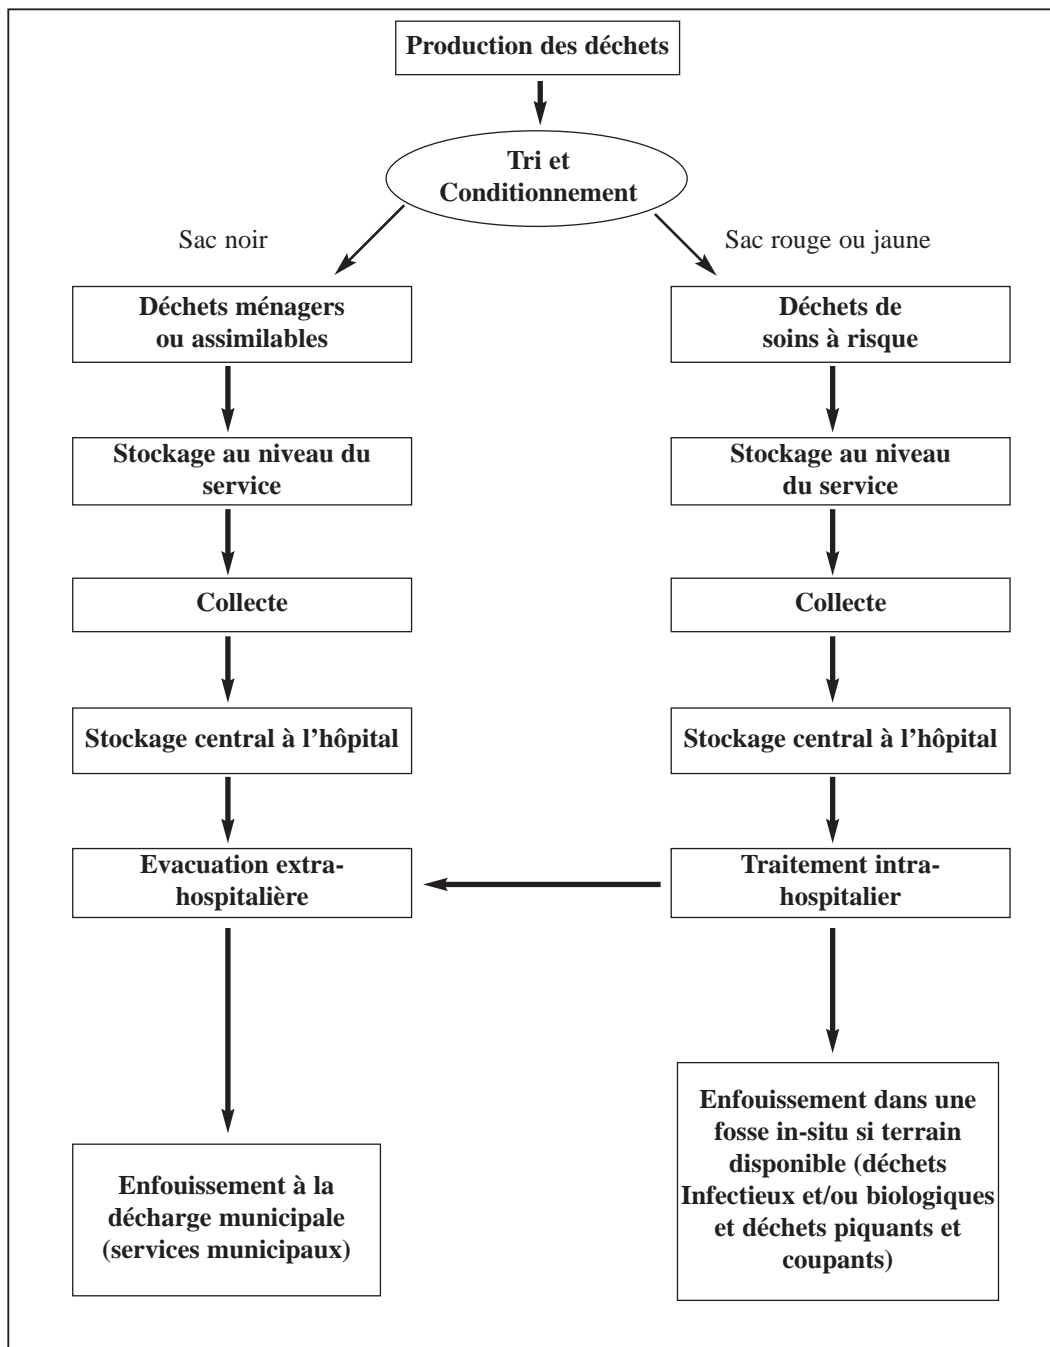 Production des déchets
Tri et
Conditionnement
Sac noir
Sac rouge ou jaune
Déchets ménagers
ou assimilables
Déchets de
soins à risque
Stockage au niveau du
service
Stockage au niveau
du service
Collecte
Collecte
Stockage central à l’hôpital
Stockage central à l’hôpital
Evacuation extra-
hospitalière
Traitement intra-
hospitalier
Enfouissement à la
décharge municipale
(services municipaux)
Enfouissement dans une
fosse in-situ si terrain
disponible (déchets
Infectieux et/ou biologiques
et déchets piquants et
coupants)